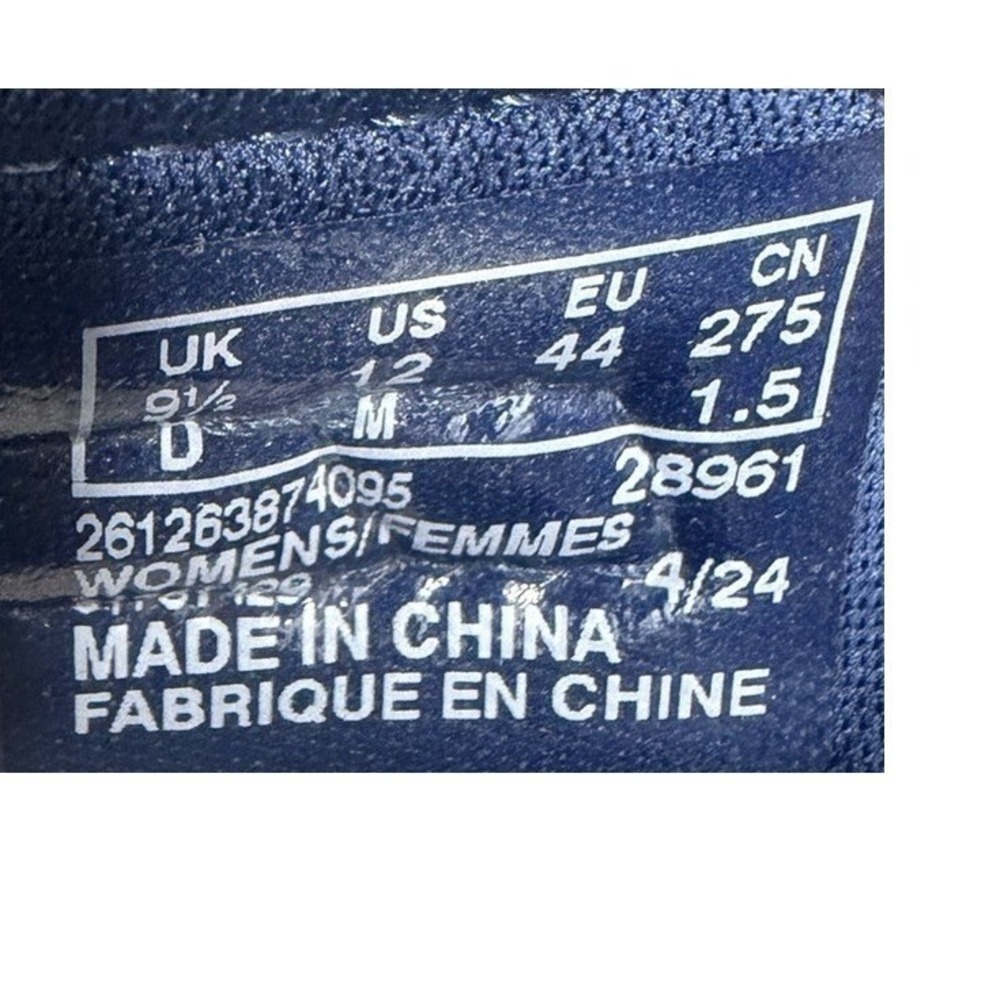 UK US EU CN
9½ 12 44 275
D M 1.5
261263874095 28961
WOMENS/FEMMES
4/24
MADE IN CHINA
FABRIQUE EN CHINE